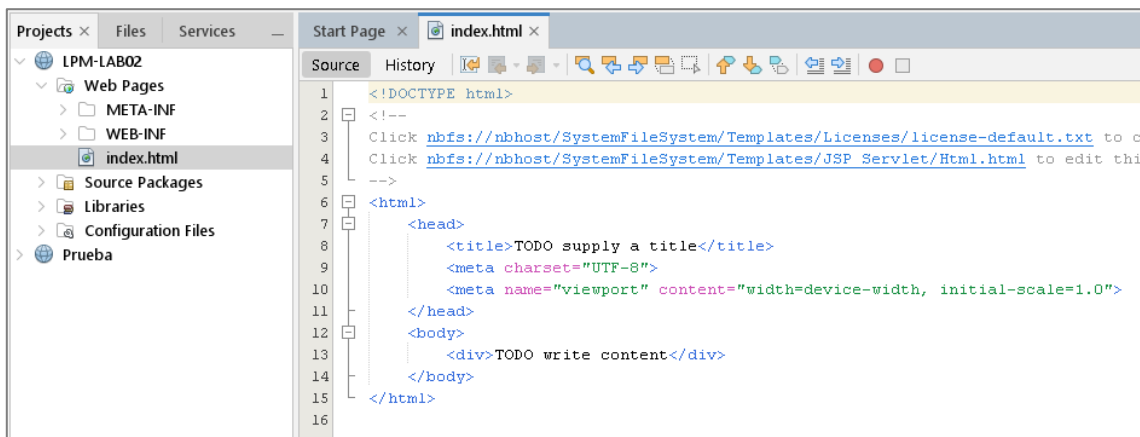 Projects Files Services
LPM-LAB02
Web Pages
META-INF
WEB-INF
index.html
Source Packages
Libraries
Configuration Files
Prueba
Start Page index.html
Source History
1 <!DOCTYPE html>
2 <!--
3 Click nbfs://nbhost/SystemFileSystem/Templates/Licenses/license-default.txt to c
4 Click nbfs://nbhost/SystemFileSystem/Templates/JSP_Servlet/Html.html to edit thi
5 -->
6 <html>
7 <head>
8 <title>TODO supply a title</title>
9 <meta charset="UTF-8">
10 <meta name="viewport" content="width=device-width, initial-scale=1.0">
11 </head>
12 <body>
13 <div>TODO write content</div>
14 </body>
15 </html>
16